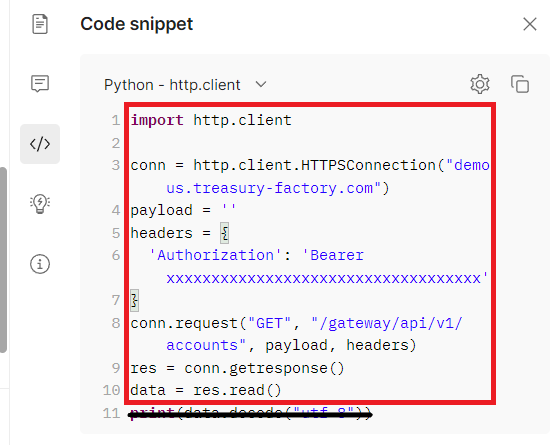 Code snippet
Python - http.client
1 import http.client
2
3 conn = http.client.HTTPSConnection("demo
us.treasury-factory.com")
4 payload = ''
5 headers = {
6 'Authorization': 'Bearer
xxxxxxxxxxxxxxxxxxxxxxxxxxxxxxxxxxx'
7 }
8 conn.request("GET", "/gateway/api/v1/
accounts", payload, headers)
9 res = conn.getresponse()
10 data = res.read()
11 print(data.decode("utf-8"))